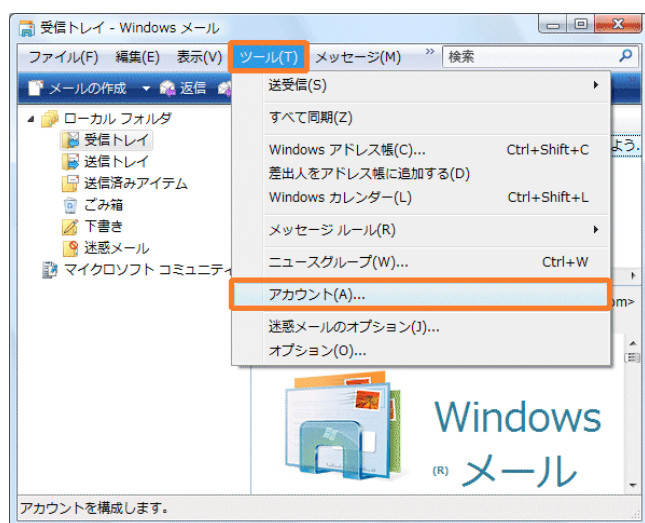 受信トレイ - Windows メール
ファイル(F) 編集(E) 表示(V) ツール(T) メッセージ(M) » 検索
メールの作成 返信
ローカル フォルダ
受信トレイ
送信トレイ
送信済みアイテム
ごみ箱
下書き
迷惑メール
マイクロソフト コミュニティ
送受信(S)
すべて同期(Z)
Windows アドレス帳(C)... Ctrl+Shift+C
差出人をアドレス帳に追加する(D)
Windows カレンダー(L) Ctrl+Shift+L
メッセージ ルール(R)
ニュースグループ(W)... Ctrl+W
アカウント(A)...
迷惑メールのオプション(J)...
オプション(O)...
よう.
om>
Windows
(R) メール
アカウントを構成します。